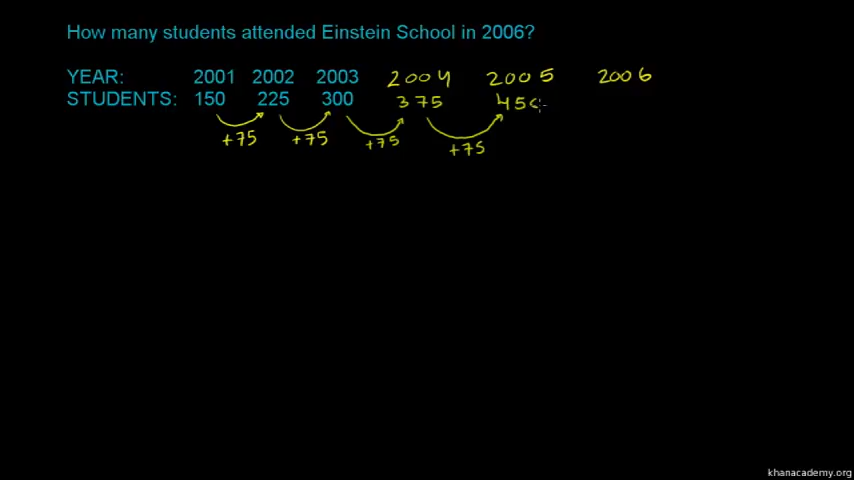 How many students attended Einstein School in 2006?
YEAR: 2001 2002 2003 2004 2005 2006
STUDENTS: 150 225 300 375
+75 +75 +75 +75
khanacademy.org